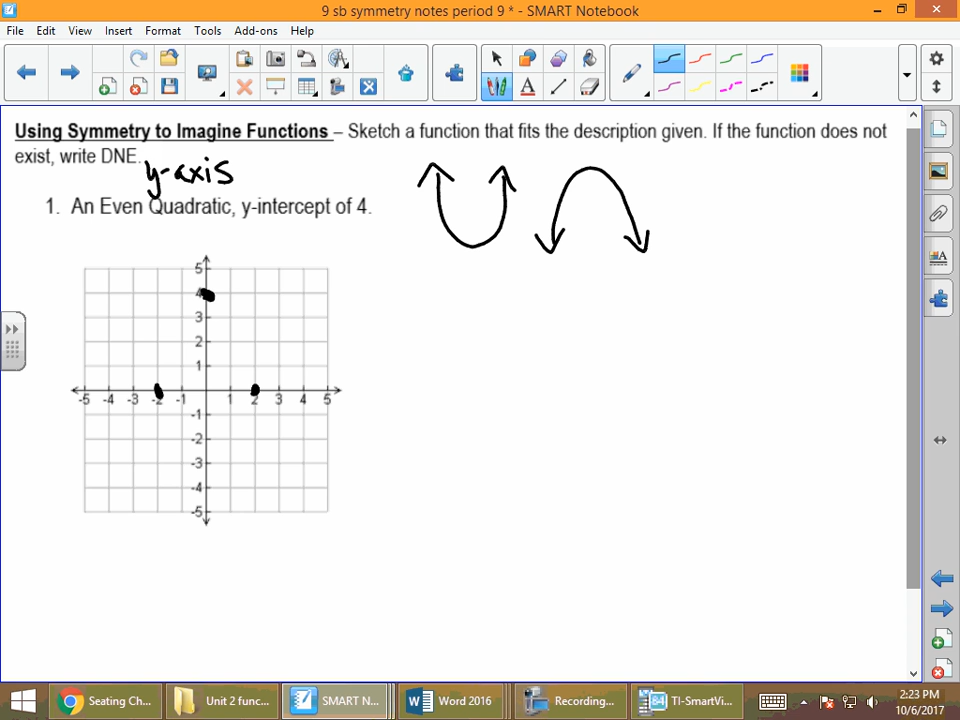 9 sb symmetry notes period 9 * - SMART Notebook
File Edit View Insert Format Tools Add-ons Help
Using Symmetry to Imagine Functions – Sketch a function that fits the description given. If the function does not
exist, write DNE.
y-axis
1. An Even Quadratic, y-intercept of 4.
5
4
3
2
1
-5 -4 -3 -2 -1 1 2 3 4 5
-1
-2
-3
-4
-5
Seating Ch... Unit 2 func... SMART N... Word 2016 Recording... TI-SmartVi...
2:23 PM
10/6/2017